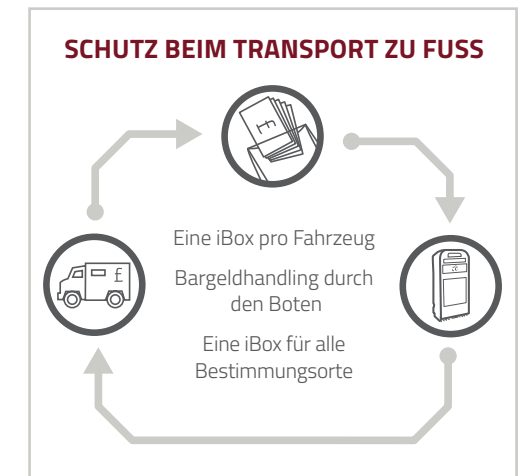 SCHUTZ BEIM TRANSPORT ZU FUSS
£
£
Eine iBox pro Fahrzeug
Bargeldhandling durch
den Boten
Eine iBox für alle
Bestimmungsorte